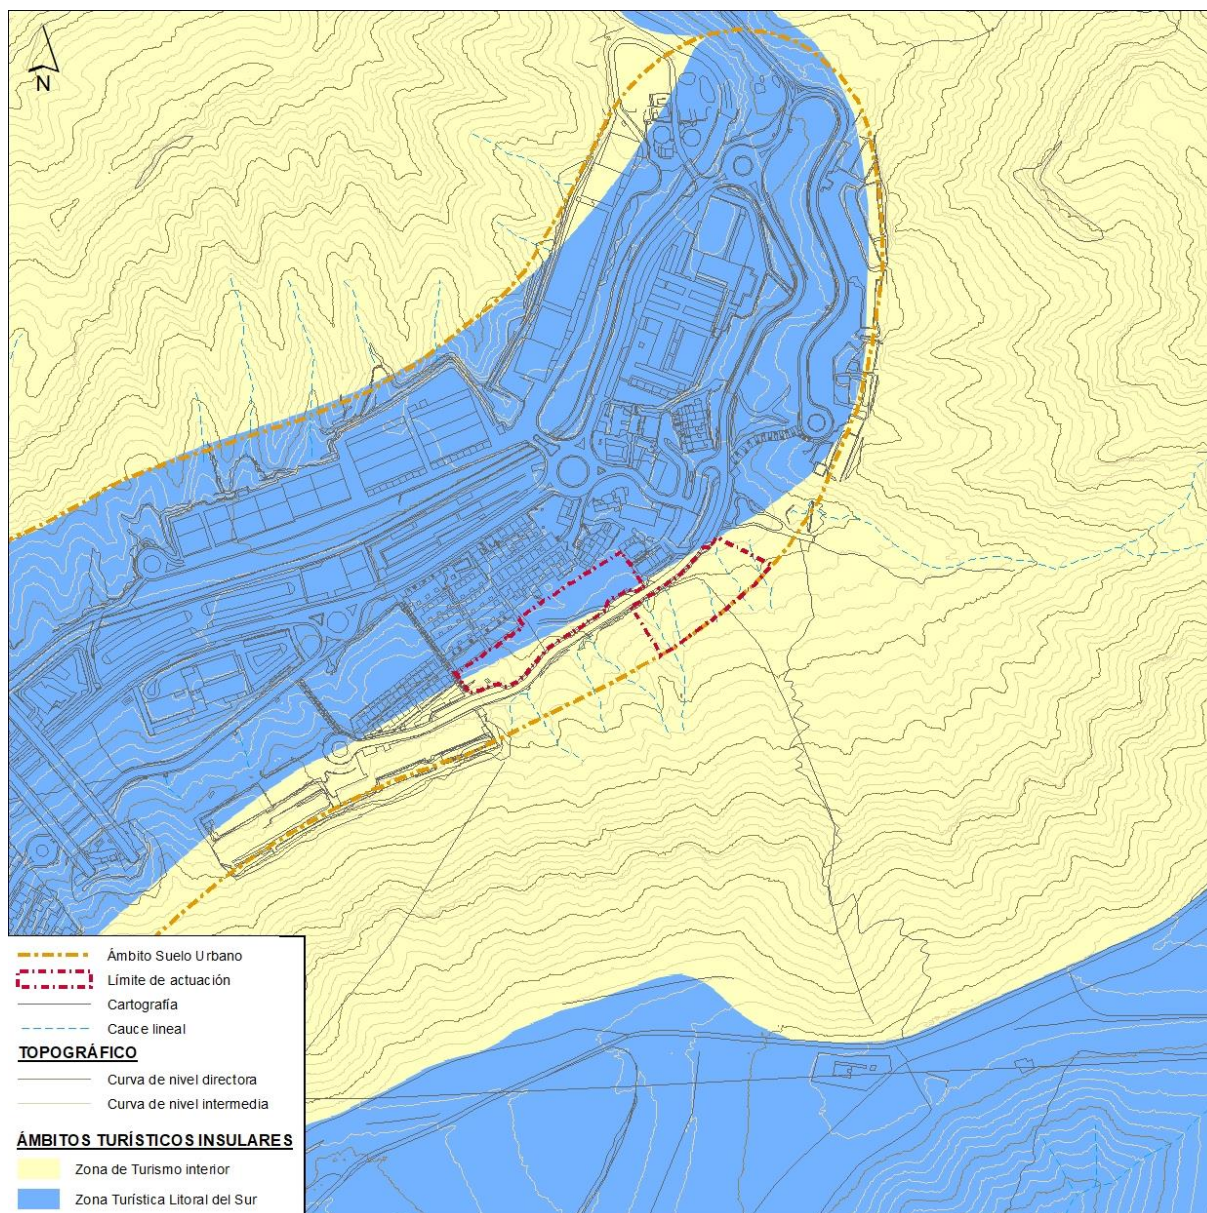 N
Ámbito Suelo Urbano
Límite de actuación
Cartografía
Cauce lineal
TOPOGRÁFICO
Curva de nivel directora
Curva de nivel intermedia
ÁMBITOS TURÍSTICOS INSULARES
Zona de Turismo interior
Zona Turística Litoral del Sur